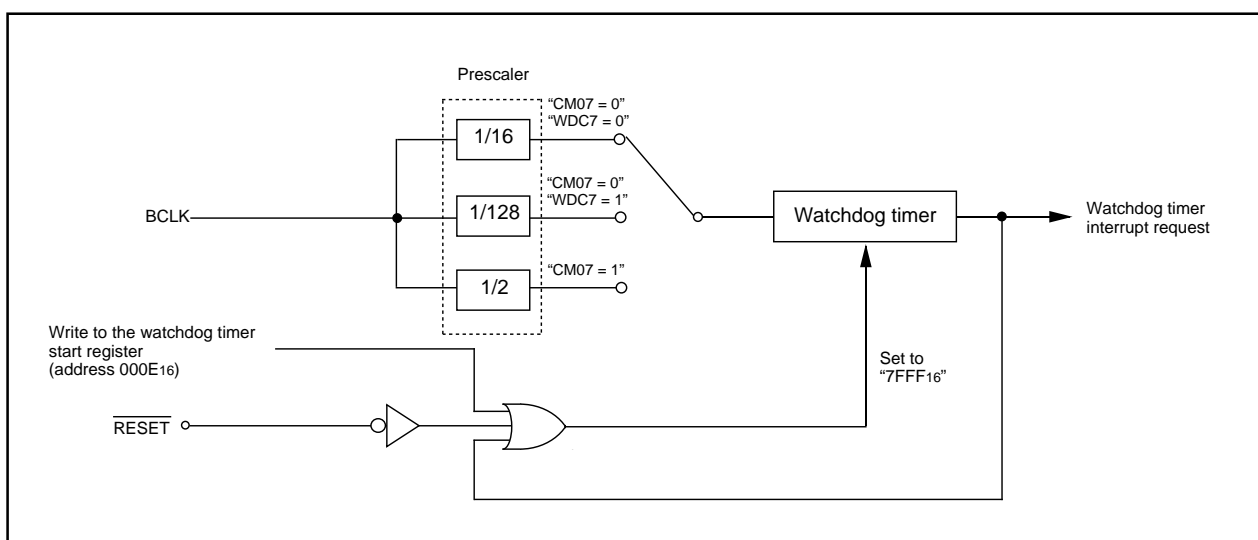 Prescaler
“CM07 = 0”
“WDC7 = 0”
1/16
“CM07 = 0”
“WDC7 = 1”
BCLK
1/128
Watchdog timer
Watchdog timer
interrupt request
“CM07 = 1”
1/2
Write to the watchdog timer
start register
(address 000E16)
Set to
“7FFF16”
RESET